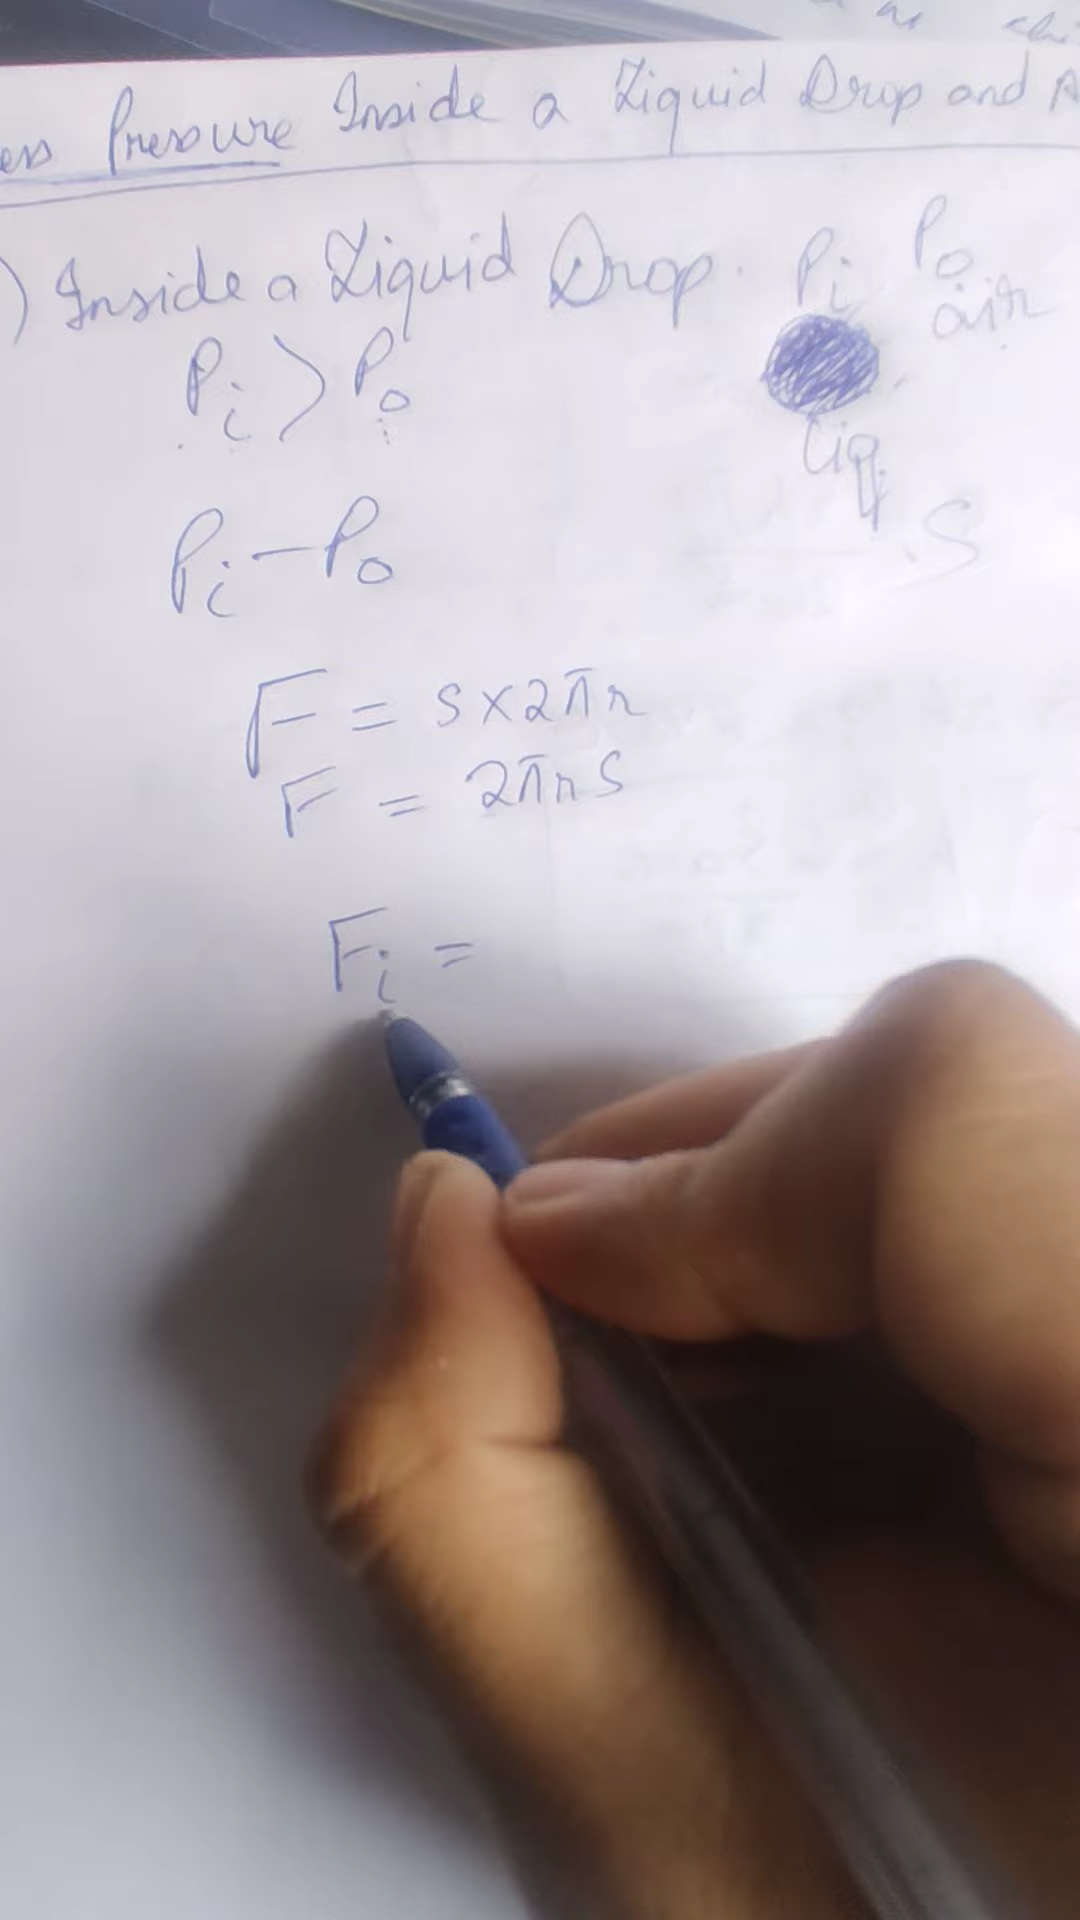 Pressure Inside a Liquid Drop and
) Inside a Liquid Drop.
Pi Po
air
Pi > Po
Liq.
Pi - Po
S
F = S×2πr
F = 2πrS
Fi =